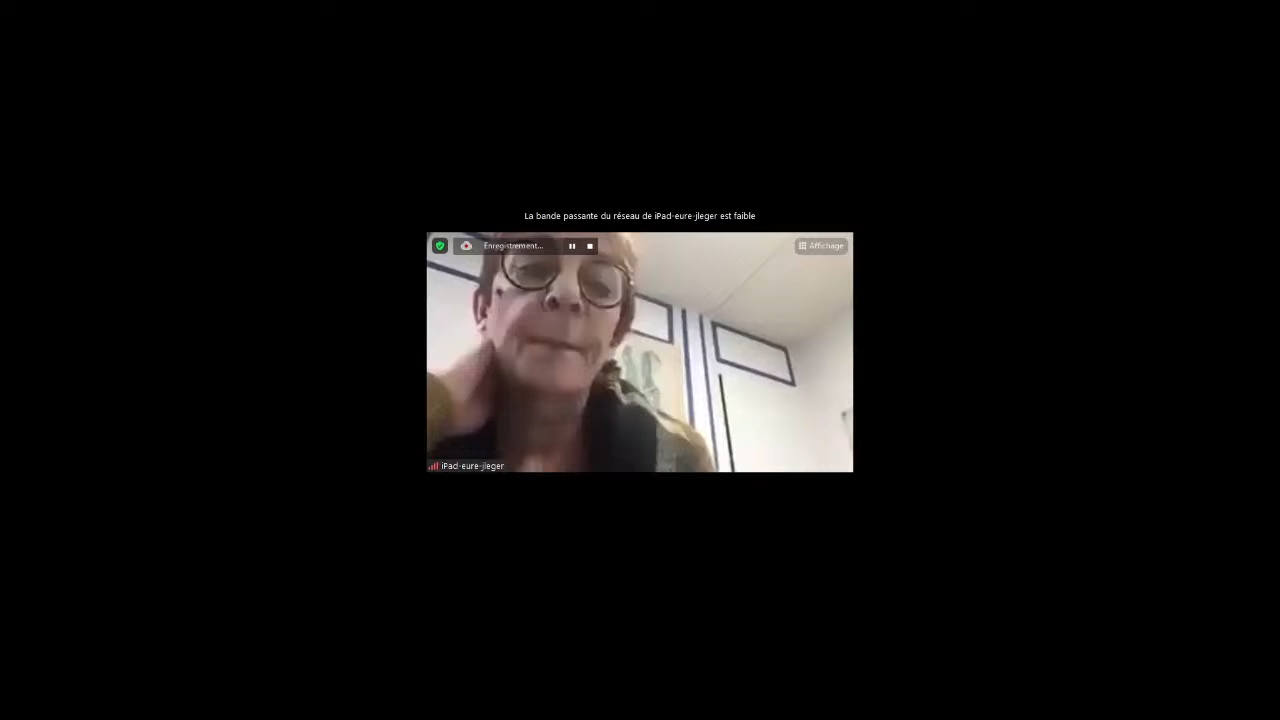 La bande passante du réseau de iPad-eure-jleger est faible
Enregistrement...
Affichage
iPad-eure-jleger